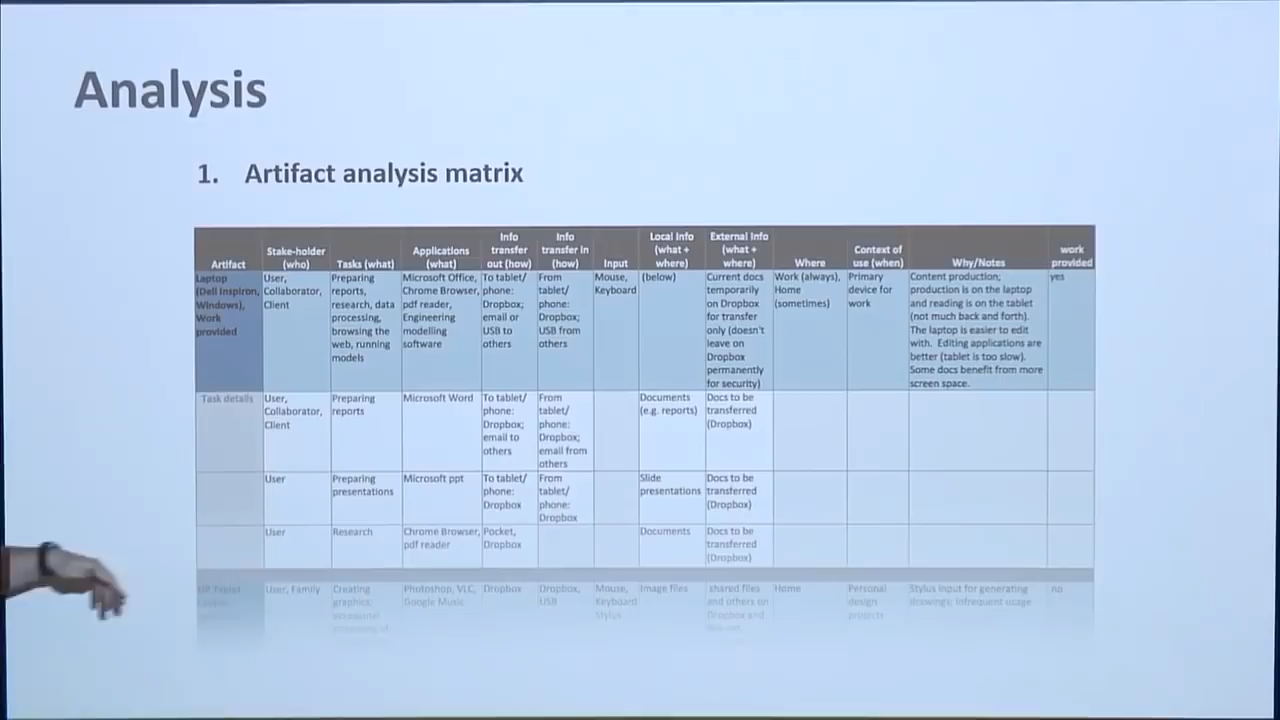 Analysis
1. Artifact analysis matrix
Artifact
Stake-holder
(who)
Tasks (what)
Applications
(what)
Info
transfer
out (how)
Info
transfer in
(how)
Input
Local Info
(what +
where)
External Info
(what +
where)
Where
Context of
use (when)
Why/Notes
work
provided
Laptop
(Dell Inspiron,
Windows),
Work
provided
User,
Collaborator,
Client
Preparing
reports,
research, data
processing,
browsing the
web, running
models
Microsoft Office,
Chrome Browser,
pdf reader,
Engineering
modelling
software
To tablet/
phone:
Dropbox;
email or
USB to
others
From
tablet/
phone:
Dropbox;
USB from
others
Mouse,
Keyboard
(below)
Current docs
temporarily
on Dropbox
for transfer
only (doesn't
leave on
Dropbox
permanently
for security)
Work (always),
Home
(sometimes)
Primary
device for
work
Content production;
production is on the laptop
and reading is on the tablet
(not much back and forth).
The laptop is easier to edit
with. Editing applications are
better (tablet is too slow).
Some docs benefit from more
screen space.
yes
Task details
User,
Collaborator,
Client
Preparing
reports
Microsoft Word
To tablet/
phone:
Dropbox;
email to
others
From
tablet/
phone:
Dropbox;
email from
others
Documents
(e.g. reports)
Docs to be
transferred
(Dropbox)
User
Preparing
presentations
Microsoft ppt
To tablet/
phone:
Dropbox
From
tablet/
phone:
Dropbox
Slide
presentations
Docs to be
transferred
(Dropbox)
User
Research
Chrome Browser,
pdf reader
Pocket,
Dropbox
Documents
Docs to be
transferred
(Dropbox)
User, Family
Creating
graphics,
Photoshop, VLC,
Google Music
Dropbox
Dropbox,
USB
Mouse,
Keyboard
Stylus
Image files
shared files
and others on
Dropbox and
Home
Personal
design
projects
Stylus input for generating
drawings; infrequent usage
no